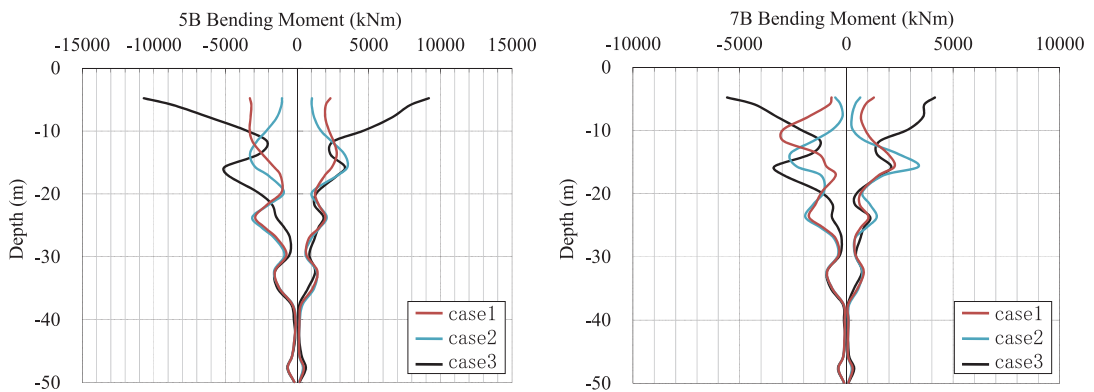 5B Bending Moment (kNm)
-15000 -10000 -5000 0 5000 10000 15000
0
-10
-20
-30
-40
-50
Depth (m)
case1
case2
case3
7B Bending Moment (kNm)
-10000 -5000 0 5000 10000
0
-10
-20
-30
-40
-50
Depth (m)
case1
case2
case3